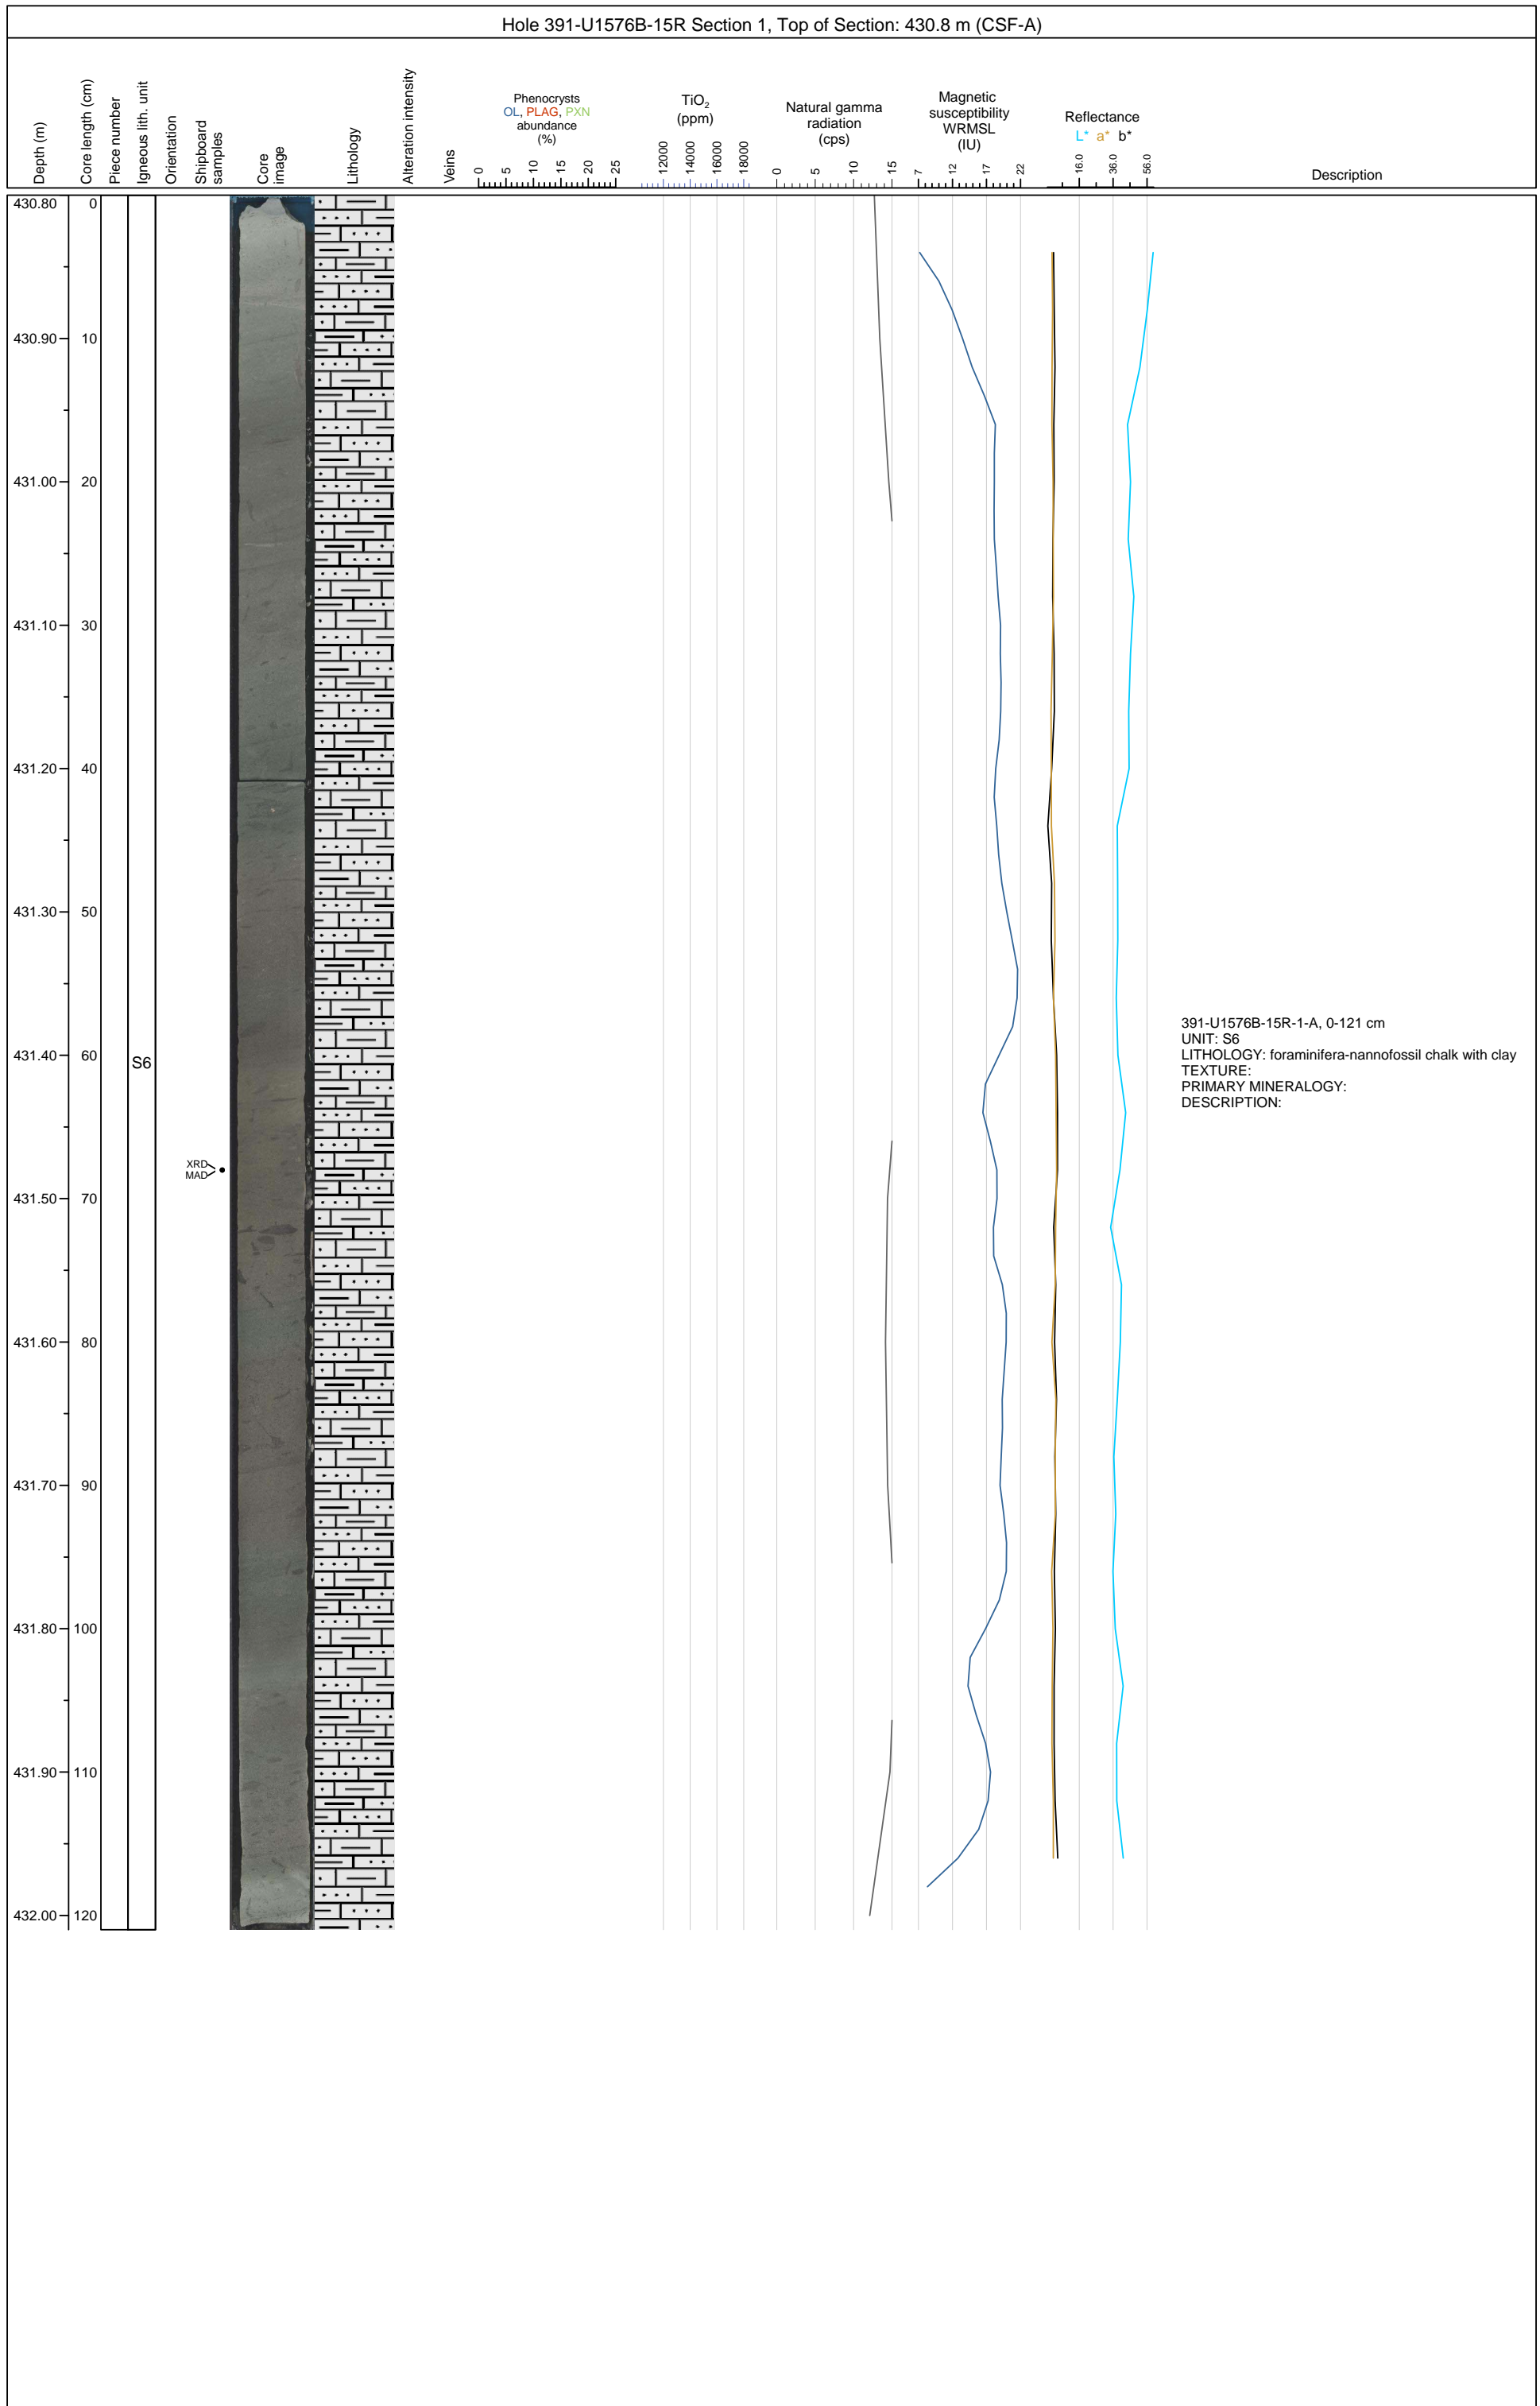 Hole 391-U1576B-15R Section 1, Top of Section: 430.8 m (CSF-A)
Depth (m)
Core length (cm)
Piece number
Igneous lith. unit
Orientation
Shipboard
samples
Core
image
Lithology
Alteration intensity
Veins
Phenocrysts
OL, PLAG, PXN
abundance
(%)
0 5 10 15 20 25
TiO2
(ppm)
12000 14000 16000 18000
Natural gamma
radiation
(cps)
0 5 10 15
Magnetic
susceptibility
WRMSL
(IU)
7 12 17 22
Reflectance
L* a* b*
16.0 36.0 56.0
Description
430.80 0
430.90 10
431.00 20
431.10 30
431.20 40
431.30 50
431.40 60
431.50 70
431.60 80
431.70 90
431.80 100
431.90 110
432.00 120
S6
XRD
MAD
391-U1576B-15R-1-A, 0-121 cm
UNIT: S6
LITHOLOGY: foraminifera-nannofossil chalk with clay
TEXTURE:
PRIMARY MINERALOGY:
DESCRIPTION: